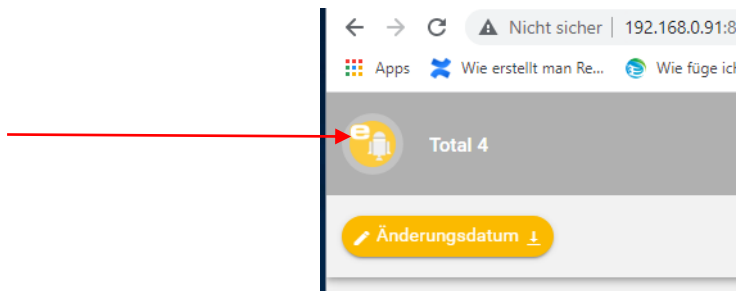 Nicht sicher | 192.168.0.91:8
Apps Wie erstellt man Re... Wie füge ich
e Total 4
Änderungsdatum